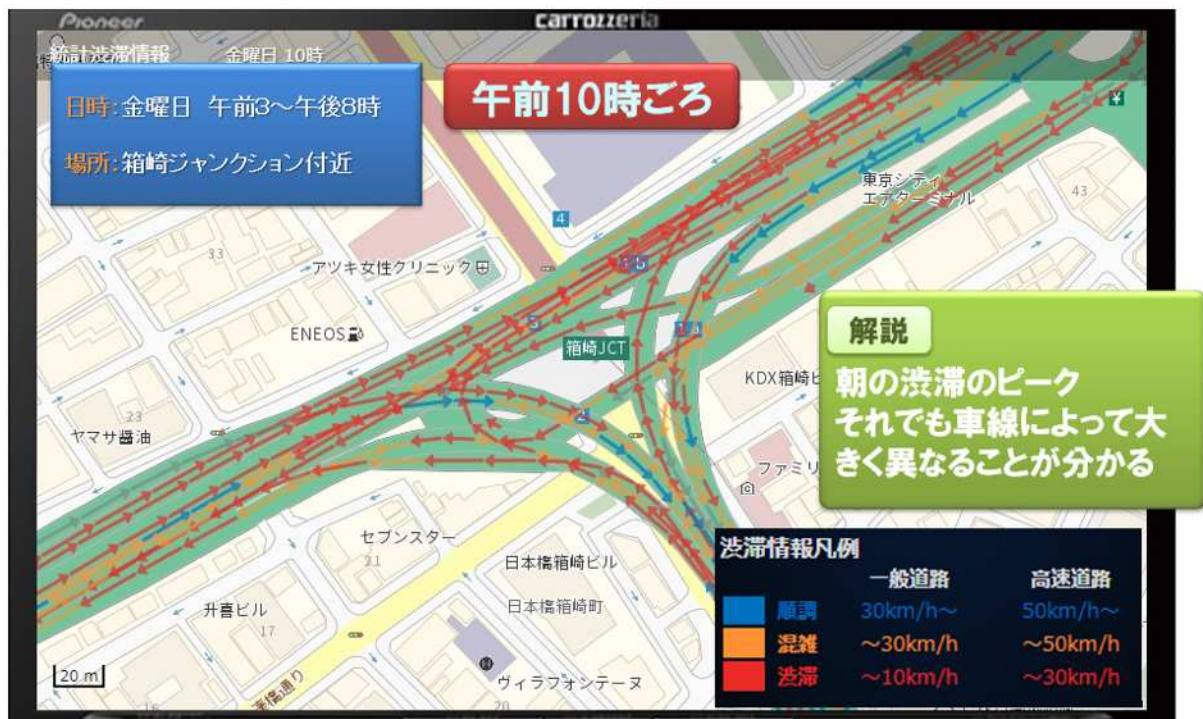 Pioneer
carrozzeria
統計渋滞情報 金曜日 10時
日時:金曜日 午前3~午後8時
場所:箱崎ジャンクション付近
午前10時ごろ
東京シティ
エアターミナル
43
4
33
アツキ女性クリニック
ENEOS
箱崎JCT
KDX箱崎ビ
解説
朝の渋滞のピーク
それでも車線によって大
きく異なることが分かる
23
ヤマサ醤油
ファミリ
セブンスター
21
日本橋箱崎ビル
日本橋箱崎町
升喜ビル
17
20 m
ヴィラフォンテーヌ
20
16
渋滞情報凡例
一般道路 高速道路
順調 30km/h~ 50km/h~
混雑 ~30km/h ~50km/h
渋滞 ~10km/h ~30km/h